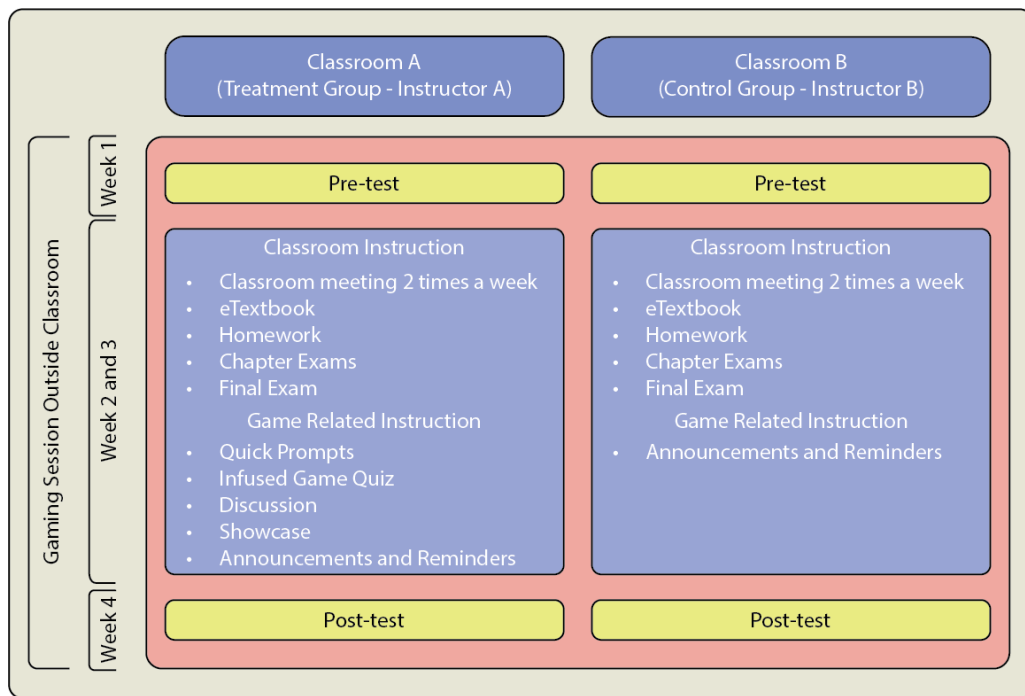 Classroom A
(Treatment Group - Instructor A)
Classroom B
(Control Group - Instructor B)
Gaming Session Outside Classroom
Week 1
Pre-test
Pre-test
Week 2 and 3
Classroom Instruction
• Classroom meeting 2 times a week
• eTextbook
• Homework
• Chapter Exams
• Final Exam
Game Related Instruction
• Quick Prompts
• Infused Game Quiz
• Discussion
• Showcase
• Announcements and Reminders
Classroom Instruction
• Classroom meeting 2 times a week
• eTextbook
• Homework
• Chapter Exams
• Final Exam
Game Related Instruction
• Announcements and Reminders
Week 4
Post-test
Post-test